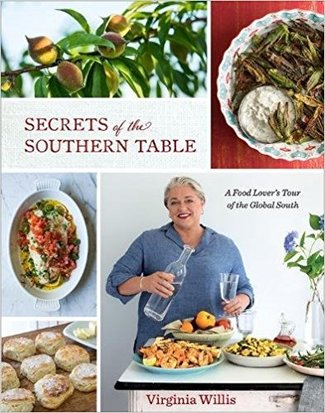 SECRETS of the
SOUTHERN TABLE
A Food Lover's Tour
of the Global South
Virginia Willis